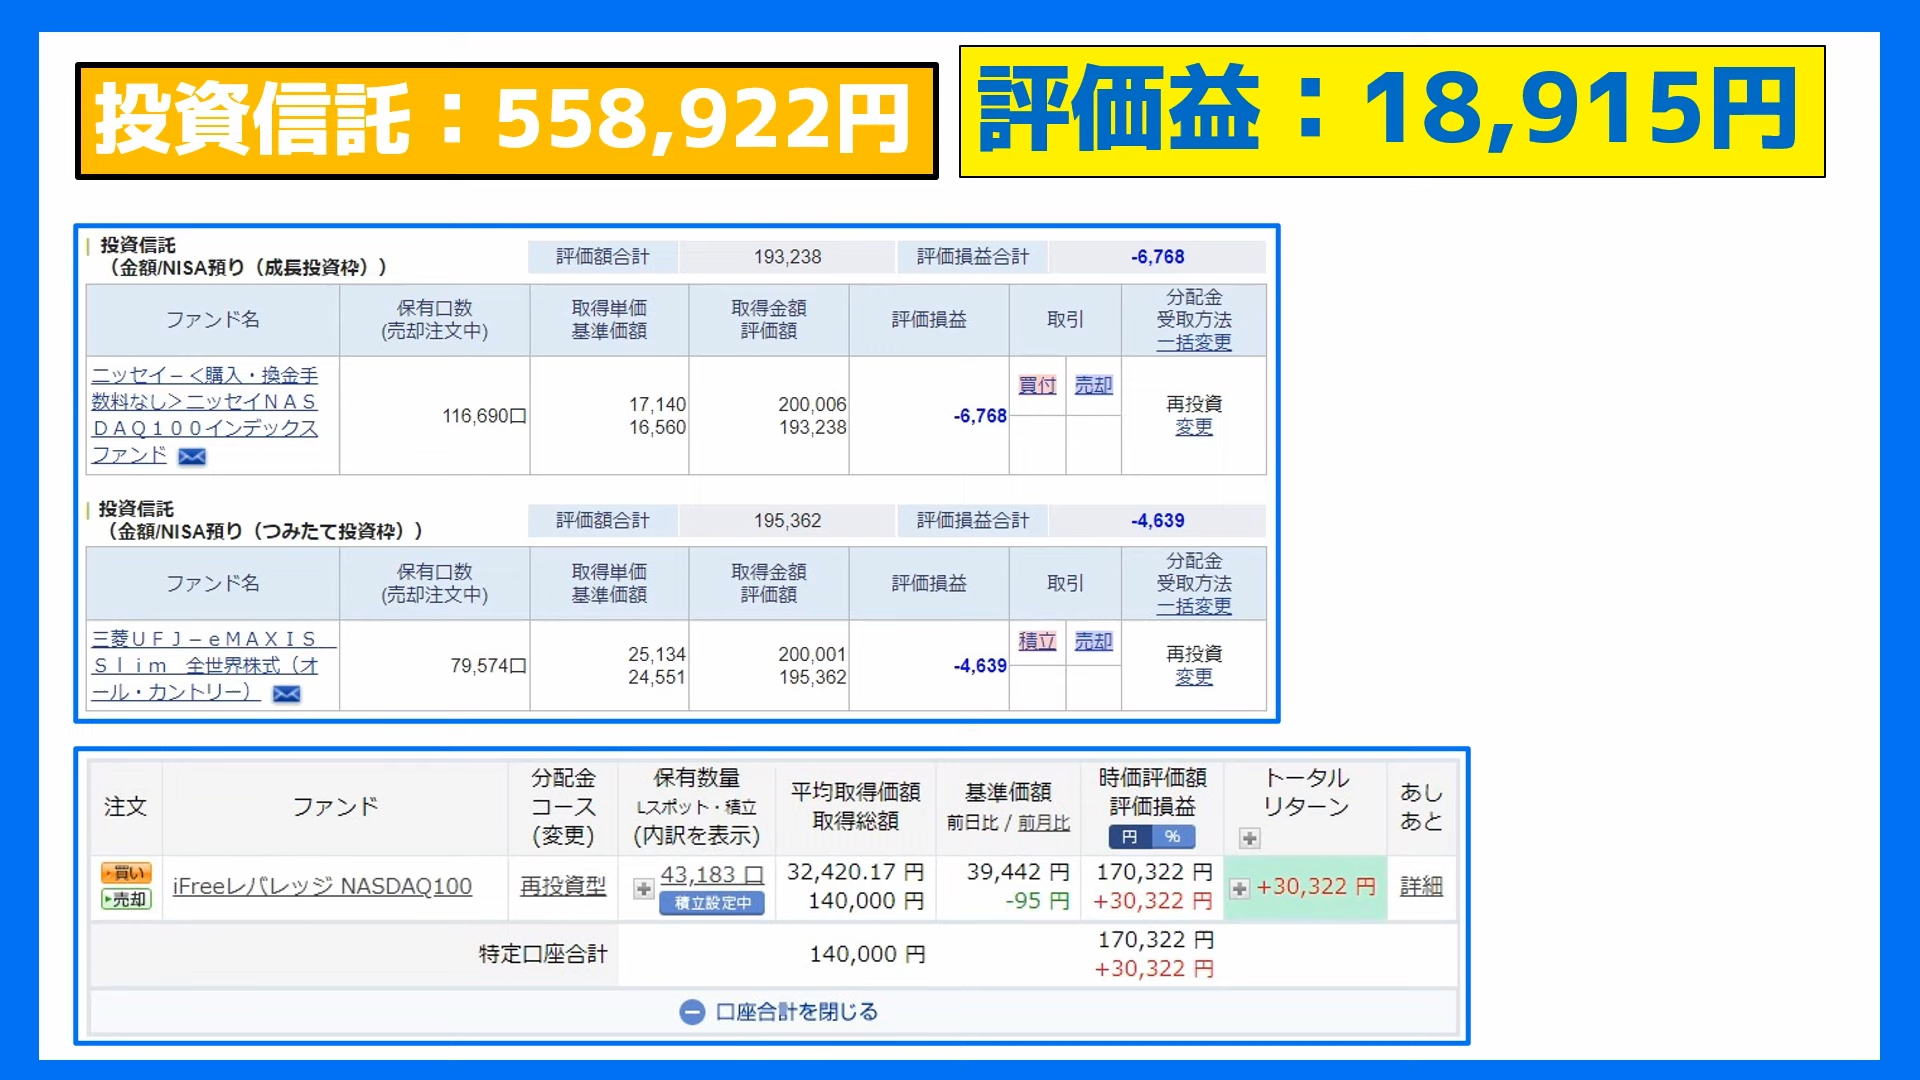 投資信託：558,922円
評価益：18,915円
投資信託
（金額/NISA預り（成長投資枠））
評価額合計 193,238 評価損益合計 -6,768
ファンド名
保有口数
(売却注文中)
取得単価
基準価額
取得金額
評価額
評価損益
取引
分配金
受取方法
一括変更
ニッセイ－＜購入・換金手
数料なし＞ニッセイＮＡＳ
ＤＡＱ１００インデックス
ファンド
116,690口
17,140
16,560
200,006
193,238
-6,768
買付 売却
再投資
変更
投資信託
（金額/NISA預り（つみたて投資枠））
評価額合計 195,362 評価損益合計 -4,639
ファンド名
保有口数
(売却注文中)
取得単価
基準価額
取得金額
評価額
評価損益
取引
分配金
受取方法
一括変更
三菱ＵＦＪ－ｅＭＡＸＩＳ
Ｓｌｉｍ　全世界株式（オ
ール・カントリー）
79,574口
25,134
24,551
200,001
195,362
-4,639
積立 売却
再投資
変更
注文
ファンド
分配金
コース
(変更)
保有数量
Lスポット・積立
(内訳を表示)
平均取得価額
取得総額
基準価額
前日比 / 前月比
時価評価額
評価損益
円 %
トータル
リターン
あし
あと
買い
売却
iFreeレバレッジ NASDAQ100
再投資型
43,183 口
積立設定中
32,420.17 円
140,000 円
39,442 円
-95 円
170,322 円
+30,322 円
+30,322 円
詳細
特定口座合計
140,000 円
170,322 円
+30,322 円
口座合計を閉じる